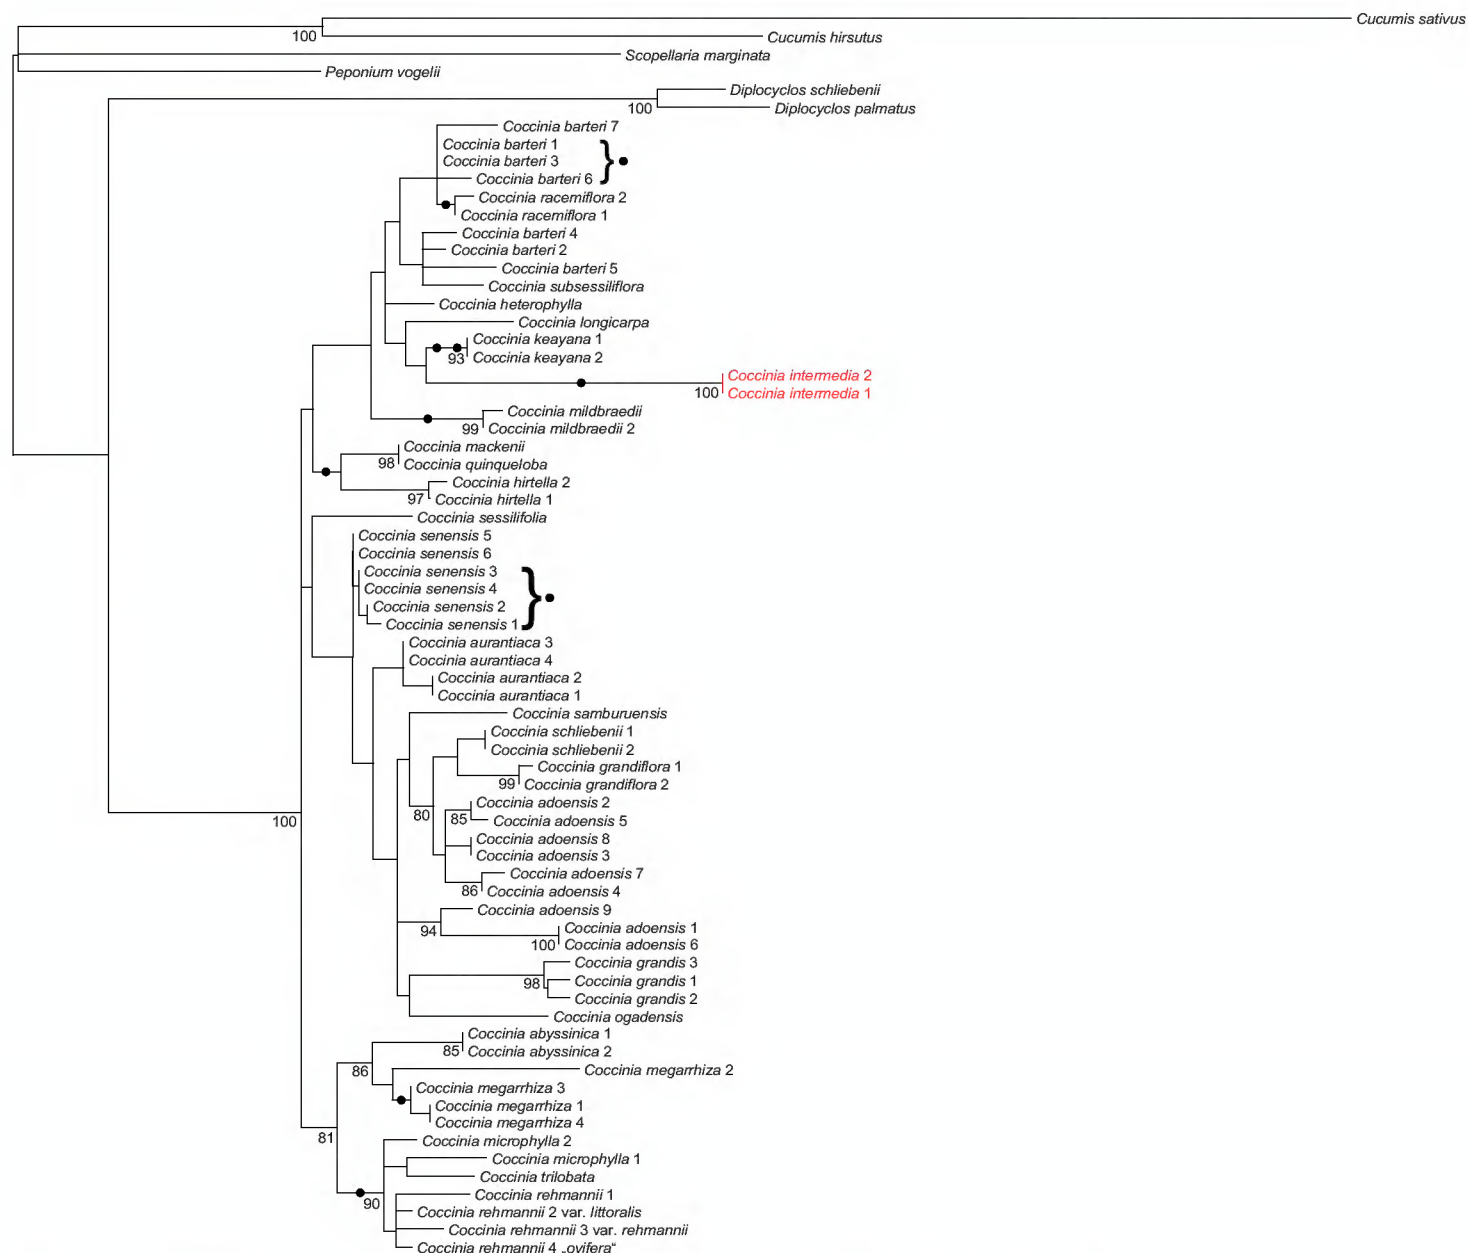 Cucumis sativus
100
Cucumis hirsutus
Scopellaria marginata
Peponium vogelii
Diplocyclos schliebenii
100
Diplocyclos palmatus
Coccinia barteri 7
Coccinia barteri 1
Coccinia barteri 3
Coccinia barteri 6
Coccinia racemiflora 2
Coccinia racemiflora 1
Coccinia barteri 4
Coccinia barteri 2
Coccinia barteri 5
Coccinia subsessiliflora
Coccinia heterophylla
Coccinia longicarpa
Coccinia keayana 1
93
Coccinia keayana 2
Coccinia intermedia 2
100
Coccinia intermedia 1
Coccinia mildbraedii
99
Coccinia mildbraedii 2
Coccinia mackenii
98
Coccinia quinqueloba
Coccinia hirtella 2
97
Coccinia hirtella 1
Coccinia sessilifolia
Coccinia senensis 5
Coccinia senensis 6
Coccinia senensis 3
Coccinia senensis 4
Coccinia senensis 2
Coccinia senensis 1
Coccinia aurantiaca 3
Coccinia aurantiaca 4
Coccinia aurantiaca 2
Coccinia aurantiaca 1
Coccinia samburuensis
Coccinia schliebenii 1
Coccinia schliebenii 2
Coccinia grandiflora 1
99
Coccinia grandiflora 2
Coccinia adoensis 2
80
85
Coccinia adoensis 5
100
Coccinia adoensis 8
Coccinia adoensis 3
Coccinia adoensis 7
86
Coccinia adoensis 4
Coccinia adoensis 9
94
Coccinia adoensis 1
100
Coccinia adoensis 6
Coccinia grandis 3
98
Coccinia grandis 1
Coccinia grandis 2
Coccinia ogadensis
Coccinia abyssinica 1
85
Coccinia abyssinica 2
86
Coccinia megarrhiza 2
Coccinia megarrhiza 3
Coccinia megarrhiza 1
Coccinia megarrhiza 4
81
Coccinia microphylla 2
Coccinia microphylla 1
Coccinia trilobata
90
Coccinia rehmannii 1
Coccinia rehmannii 2 var. littoralis
Coccinia rehmannii 3 var. rehmannii
Coccinia rehmannii 4 „ovifera“